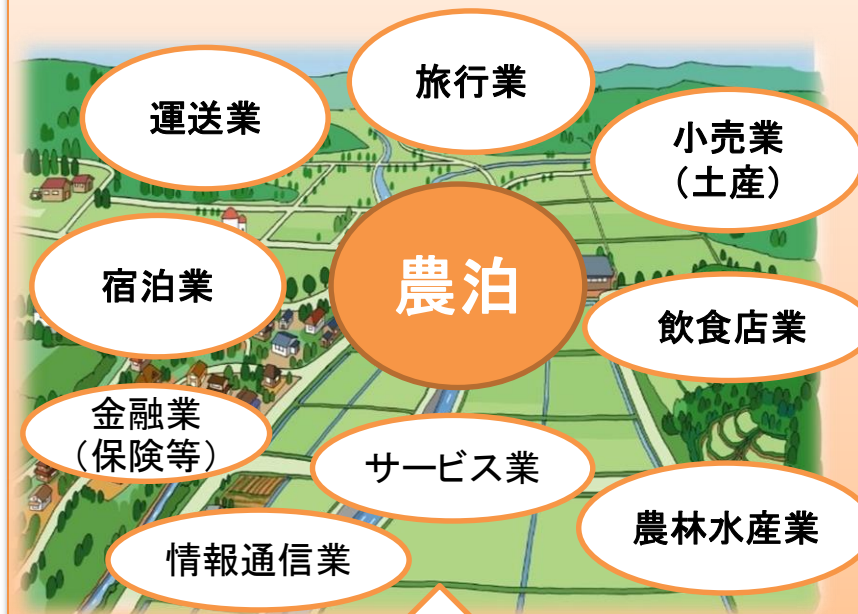 旅行業
運送業
小売業
（土産）
農泊
宿泊業
飲食店業
金融業
（保険等）
サービス業
農林水産業
情報通信業